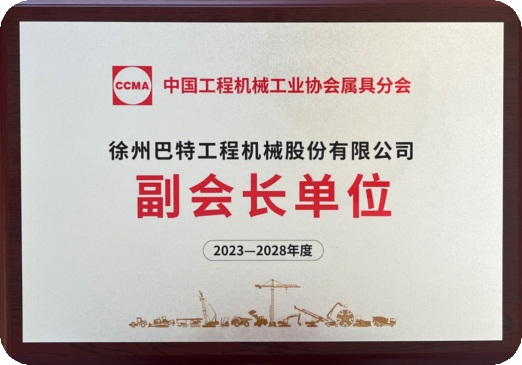 CCMA 中国工程机械工业协会属具分会
徐州巴特工程机械股份有限公司
副会长单位
2023—2028年度